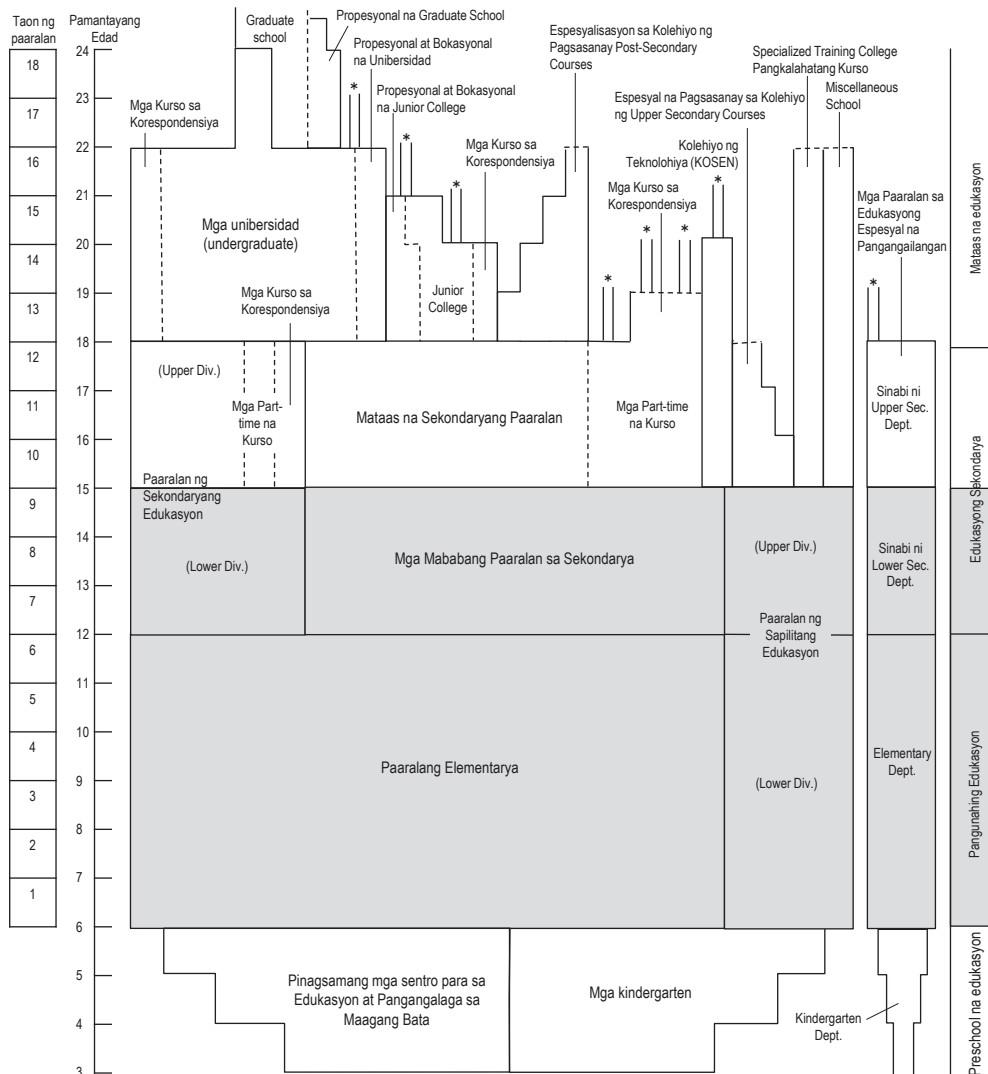 Taon ng
paaralan
Pamantayang
Edad
18
17
16
15
14
13
12
11
10
9
8
7
6
5
4
3
2
1
24
23
22
21
20
19
18
17
16
15
14
13
12
11
10
9
8
7
6
5
4
3
Graduate
school
Propesyonal na Graduate School
Propesyonal at Bokasyonal
na Unibersidad
Propesyonal at Bokasyonal
na Junior College
Mga Kurso sa
Korespondensiya
Espesyalisasyon sa Kolehiyo ng
Pagsasanay Post-Secondary
Courses
Espesyal na Pagsasanay sa Kolehiyo
ng Upper Secondary Courses
Specialized Training College
Pangkalahatang Kurso
Miscellaneous
School
Mga Kurso sa
Korespondensiya
Kolehiyo ng
Teknolohiya (KOSEN)
Mga Kurso sa
Korespondensiya
Mga Paaralan sa
Edukasyong
Espesyal na
Pangangailangan
*
*
*
*
*
*
*
*
Mga unibersidad
(undergraduate)
Mga Kurso sa
Korespondensiya
Junior
College
(Upper Div.)
Mga Part-
time na
Kurso
Mataas na Sekondaryang Paaralan
Mga Part-time
na Kurso
Sinabi ni
Upper Sec.
Dept.
Paaralan ng
Sekondaryang
Edukasyon
(Lower Div.)
Mga Mababang Paaralan sa Sekondarya
(Upper Div.)
Sinabi ni
Lower Sec.
Dept.
Paaralan ng
Sapilitang
Edukasyon
Paaralang Elementarya
(Lower Div.)
Elementary
Dept.
Pinagsamang mga sentro para sa
Edukasyon at Pangangalaga sa
Maagang Bata
Mga kindergarten
Kindergarten
Dept.
Mataas na edukasyon
Edukasyong Sekondarya
Pangunahing Edukasyon
Preschool na edukasyon